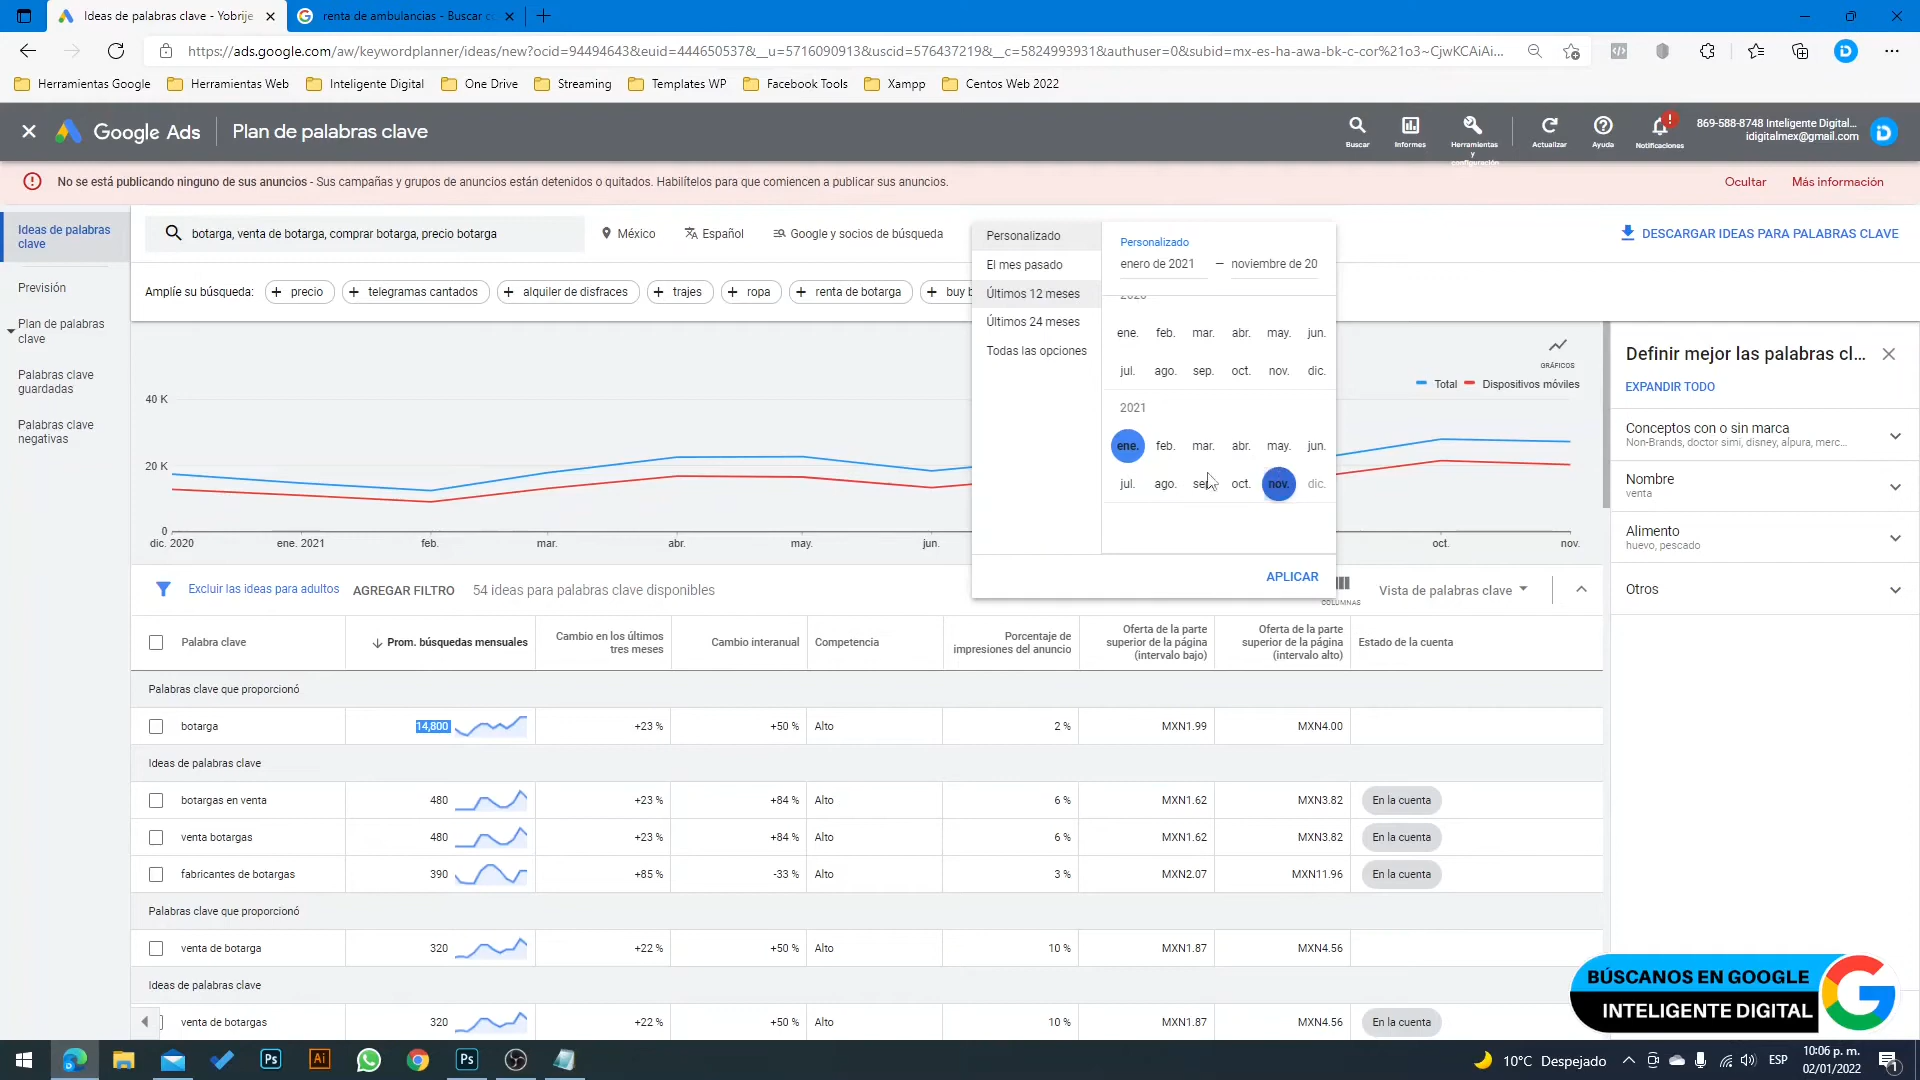 Ideas de palabras clave - Yobrije
renta de ambulancias - Buscar co
https://ads.google.com/aw/keywordplanner/ideas/new?ocid=94494643&euid=444650537&__u=5716090913&uscid=576437219&__c=5824993931&authuser=0&subid=mx-es-ha-awa-bk-c-cor%21o3~CjwKCAiAi...
Herramientas Google
Herramientas Web
Inteligente Digital
One Drive
Streaming
Templates WP
Facebook Tools
Xampp
Centos Web 2022
Google Ads
Plan de palabras clave
Buscar
Informes
Herramientas y configuración
Actualizar
Ayuda
Notificaciones
869-588-8748 Inteligente Digital...
idigitalmex@gmail.com
No se está publicando ninguno de sus anuncios - Sus campañas y grupos de anuncios están detenidos o quitados. Habilítelos para que comiencen a publicar sus anuncios.
Ocultar
Más información
Ideas de palabras
clave
Previsión
Plan de palabras
clave
Palabras clave
guardadas
Palabras clave
negativas
botarga, venta de botarga, comprar botarga, precio botarga
México
Español
Google y socios de búsqueda
DESCARGAR IDEAS PARA PALABRAS CLAVE
Amplíe su búsqueda:
precio
telegramas cantados
alquiler de disfraces
trajes
ropa
renta de botarga
buy b
Personalizado
El mes pasado
Últimos 12 meses
Últimos 24 meses
Todas las opciones
Personalizado
enero de 2021 – noviembre de 20
2020
ene. feb. mar. abr. may. jun.
jul. ago. sep. oct. nov. dic.
2021
ene. feb. mar. abr. may. jun.
jul. ago. sep. oct. nov. dic.
APLICAR
GRÁFICOS
Total
Dispositivos móviles
40 K
20 K
0
dic. 2020 ene. 2021 feb. mar. abr. may. jun. oct. nov.
Definir mejor las palabras cl...
EXPANDIR TODO
Conceptos con o sin marca
Non-Brands, doctor simi, disney, alpura, merc...
Nombre
venta
Alimento
huevo, pescado
Otros
Excluir las ideas para adultos
AGREGAR FILTRO
54 ideas para palabras clave disponibles
COLUMNAS
Vista de palabras clave
Palabra clave
Prom. búsquedas mensuales
Cambio en los últimos
tres meses
Cambio interanual
Competencia
Porcentaje de
impresiones del anuncio
Oferta de la parte
superior de la página
(intervalo bajo)
Oferta de la parte
superior de la página
(intervalo alto)
Estado de la cuenta
Palabras clave que proporcionó
botarga 14,800 +23 % +50 % Alto 2 % MXN1.99 MXN4.00
Ideas de palabras clave
botargas en venta 480 +23 % +84 % Alto 6 % MXN1.62 MXN3.82 En la cuenta
venta botargas 480 +23 % +84 % Alto 6 % MXN1.62 MXN3.82 En la cuenta
fabricantes de botargas 390 +85 % -33 % Alto 3 % MXN2.07 MXN11.96 En la cuenta
Palabras clave que proporcionó
venta de botarga 320 +22 % +50 % Alto 10 % MXN1.87 MXN4.56
Ideas de palabras clave
venta de botargas 320 +22 % +50 % Alto 10 % MXN1.87 MXN4.56 En la cuenta
BÚSCANOS EN GOOGLE
INTELIGENTE DIGITAL
10°C Despejado
ESP
10:06 p. m.
02/01/2022
1